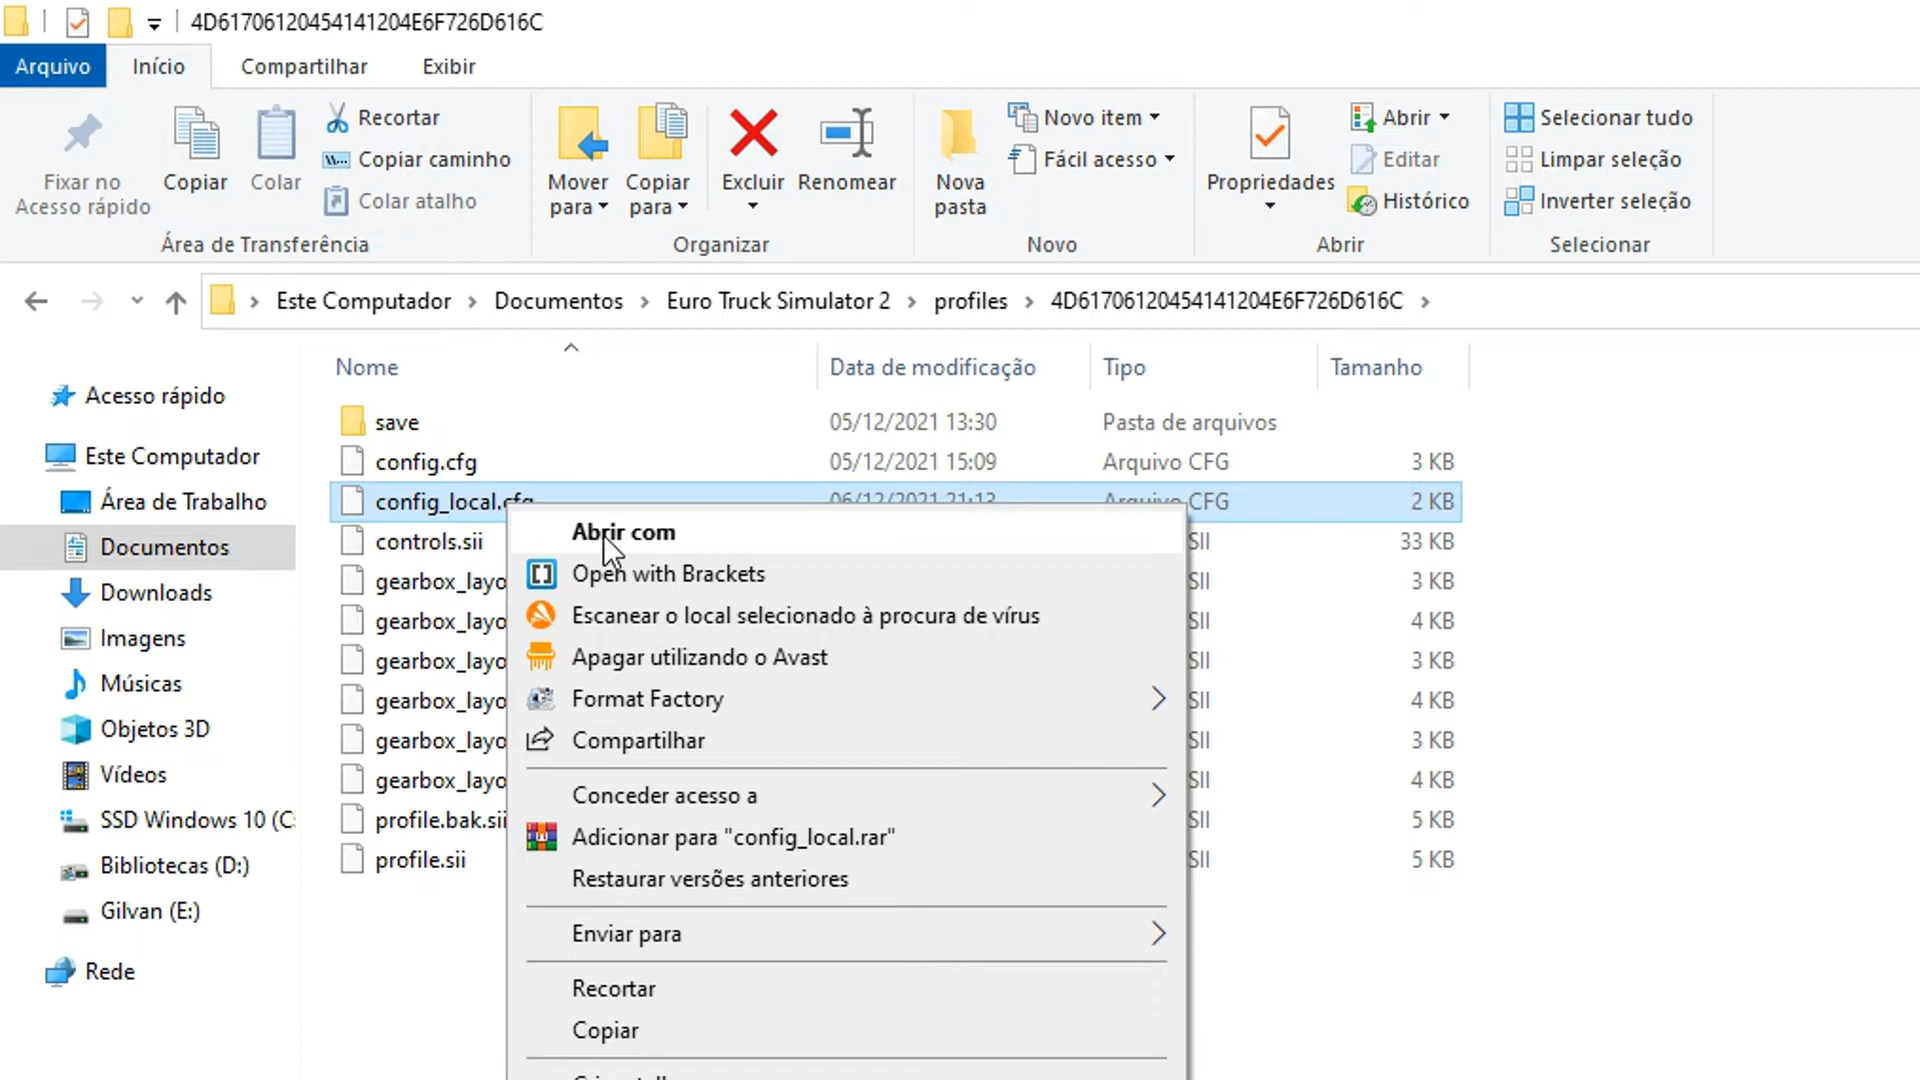 4D61706120454141204E6F726D616C
Arquivo Início Compartilhar Exibir
Fixar no
Acesso rápido
Copiar
Colar
Recortar
Copiar caminho
Colar atalho
Área de Transferência
Mover
para
Copiar
para
Excluir
Renomear
Organizar
Nova
pasta
Novo item
Fácil acesso
Novo
Propriedades
Abrir
Editar
Histórico
Abrir
Selecionar tudo
Limpar seleção
Inverter seleção
Selecionar
Este Computador > Documentos > Euro Truck Simulator 2 > profiles > 4D61706120454141204E6F726D616C >
Acesso rápido
Este Computador
Área de Trabalho
Documentos
Downloads
Imagens
Músicas
Objetos 3D
Vídeos
SSD Windows 10 (C:
Bibliotecas (D:)
Gilvan (E:)
Rede
Nome Data de modificação Tipo Tamanho
save 05/12/2021 13:30 Pasta de arquivos
config.cfg 05/12/2021 15:09 Arquivo CFG 3 KB
config_local.cfg 06/12/2021 21:13 Arquivo CFG 2 KB
controls.sii SII 33 KB
gearbox_layo SII 3 KB
gearbox_layo SII 4 KB
gearbox_layo SII 3 KB
gearbox_layo SII 4 KB
gearbox_layo SII 3 KB
gearbox_layo SII 4 KB
profile.bak.sii SII 5 KB
profile.sii SII 5 KB
Abrir com
Open with Brackets
Escanear o local selecionado à procura de vírus
Apagar utilizando o Avast
Format Factory
Compartilhar
Conceder acesso a
Adicionar para "config_local.rar"
Restaurar versões anteriores
Enviar para
Recortar
Copiar